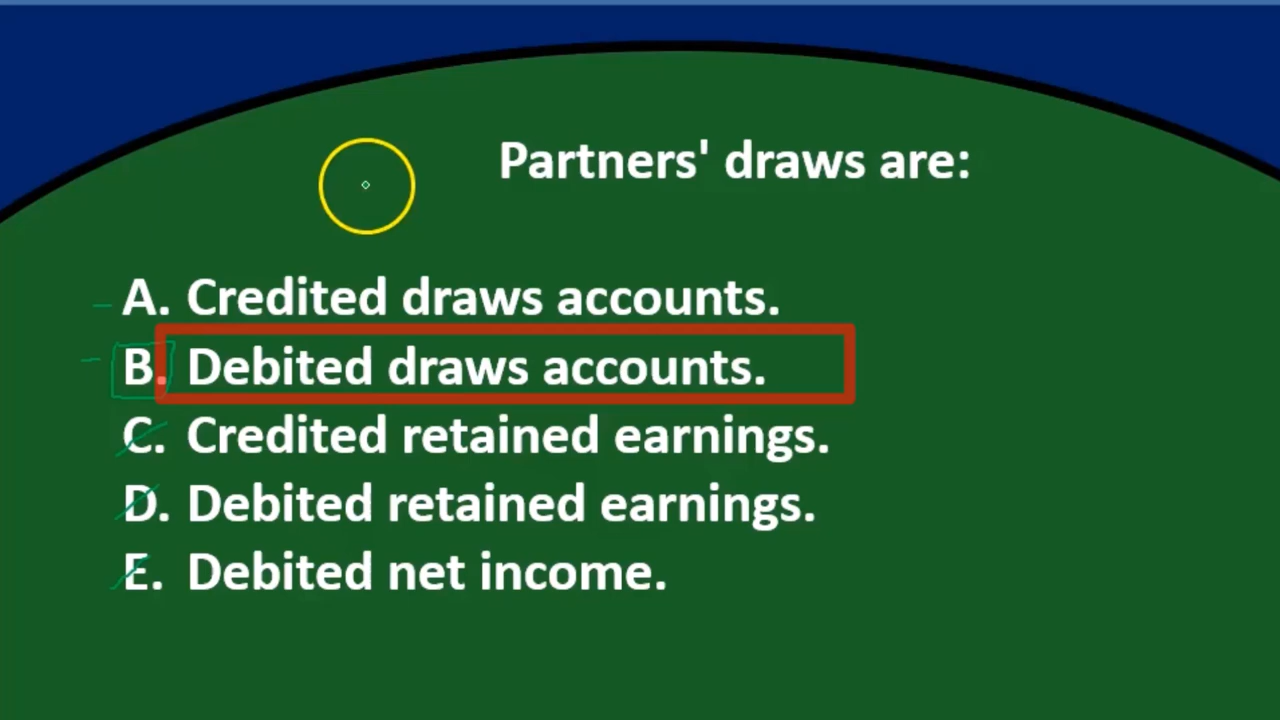 Partners' draws are:
A. Credited draws accounts.
B. Debited draws accounts.
C. Credited retained earnings.
D. Debited retained earnings.
E. Debited net income.